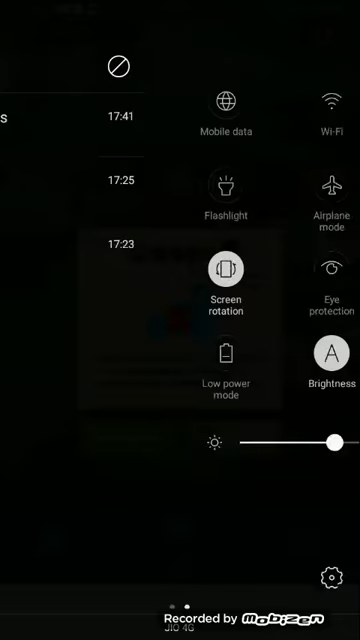 s
17:41
Mobile data
Wi-Fi
17:25
Flashlight
Airplane
mode
17:23
Screen
rotation
Eye
protection
A
Low power
mode
Brightness
Recorded by Mobizen
JIO 4G